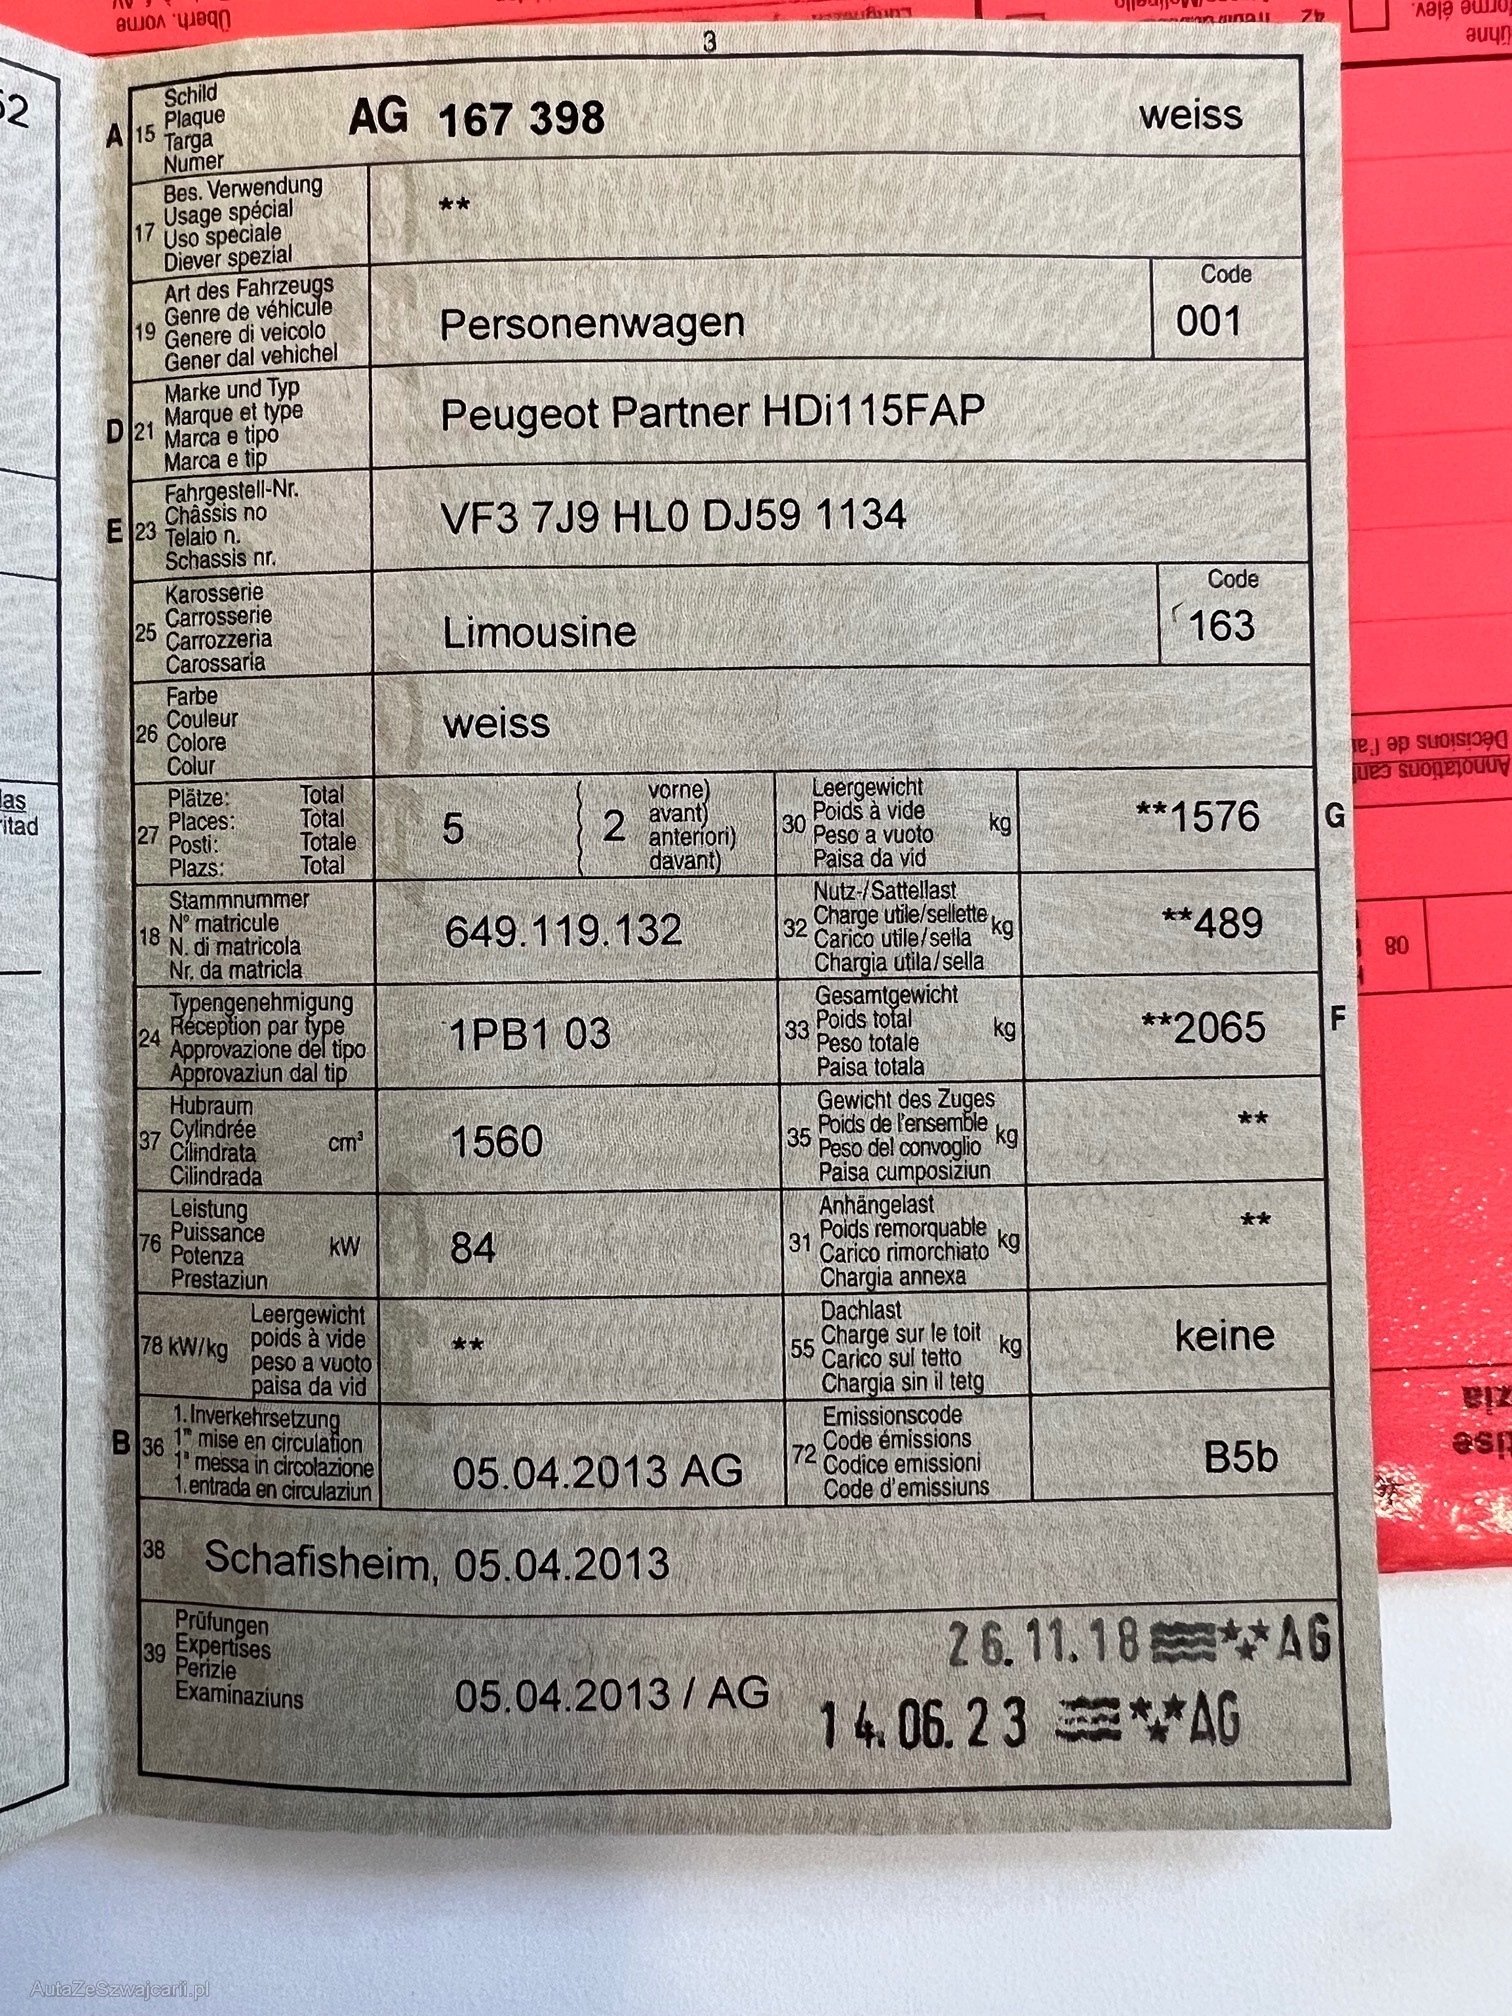 3
A 15 Schild
Plaque
Targa
Numer
AG 167 398 weiss
17 Bes. Verwendung
Usage spécial
Uso speciale
Diever spezial
**
19 Art des Fahrzeugs
Genre de véhicule
Genere di veicolo
Gener dal vehichel
Personenwagen
Code
001
D 21 Marke und Typ
Marque et type
Marca e tipo
Marca e tip
Peugeot Partner HDi115FAP
E 23 Fahrgestell-Nr.
Châssis no
Telaio n.
Schassis nr.
VF3 7J9 HL0 DJ59 1134
25 Karosserie
Carrosserie
Carrozzeria
Carossaria
Limousine
Code
163
26 Farbe
Couleur
Colore
Colur
weiss
27 Plätze: Total
Places: Total
Posti: Totale
Plazs: Total
5
2
vorne)
avant)
anteriori)
davant)
30 Leergewicht
Poids à vide
Peso a vuoto
Paisa da vid
kg
**1576 G
18 Stammnummer
N° matricule
N. di matricola
Nr. da matricla
649.119.132
32 Nutz-/Sattellast
Charge utile/sellette
Carico utile/sella
Chargia utila/sella
kg
**489
24 Typengenehmigung
Réception par type
Approvazione del tipo
Approvaziun dal tip
1PB1 03
33 Gesamtgewicht
Poids total
Peso totale
Paisa totala
kg
**2065 F
37 Hubraum
Cylindrée
Cilindrata
Cilindrada
cm³
1560
35 Gewicht des Zuges
Poids de l'ensemble
Peso del convoglio
Paisa cumposiziun
kg
**
76 Leistung
Puissance
Potenza
Prestaziun
kW
84
31 Anhängelast
Poids remorquable
Carico rimorchiato
Chargia annexa
kg
**
78 kW/kg Leergewicht
poids à vide
peso a vuoto
paisa da vid
**
55 Dachlast
Charge sur le toit
Carico sul tetto
Chargia sin il tetg
kg
keine
B 36 1. Inverkehrsetzung
1re mise en circulation
1a messa in circolazione
1. entrada en circulaziun
05.04.2013 AG
72 Emissionscode
Code émissions
Codice emissioni
Code d'emissiuns
B5b
38 Schafisheim, 05.04.2013
39 Prüfungen
Expertises
Perizie
Examinaziuns
05.04.2013 / AG
26.11.18 AG
14.06.23 AG
AutaZeSzwajcarii.pl